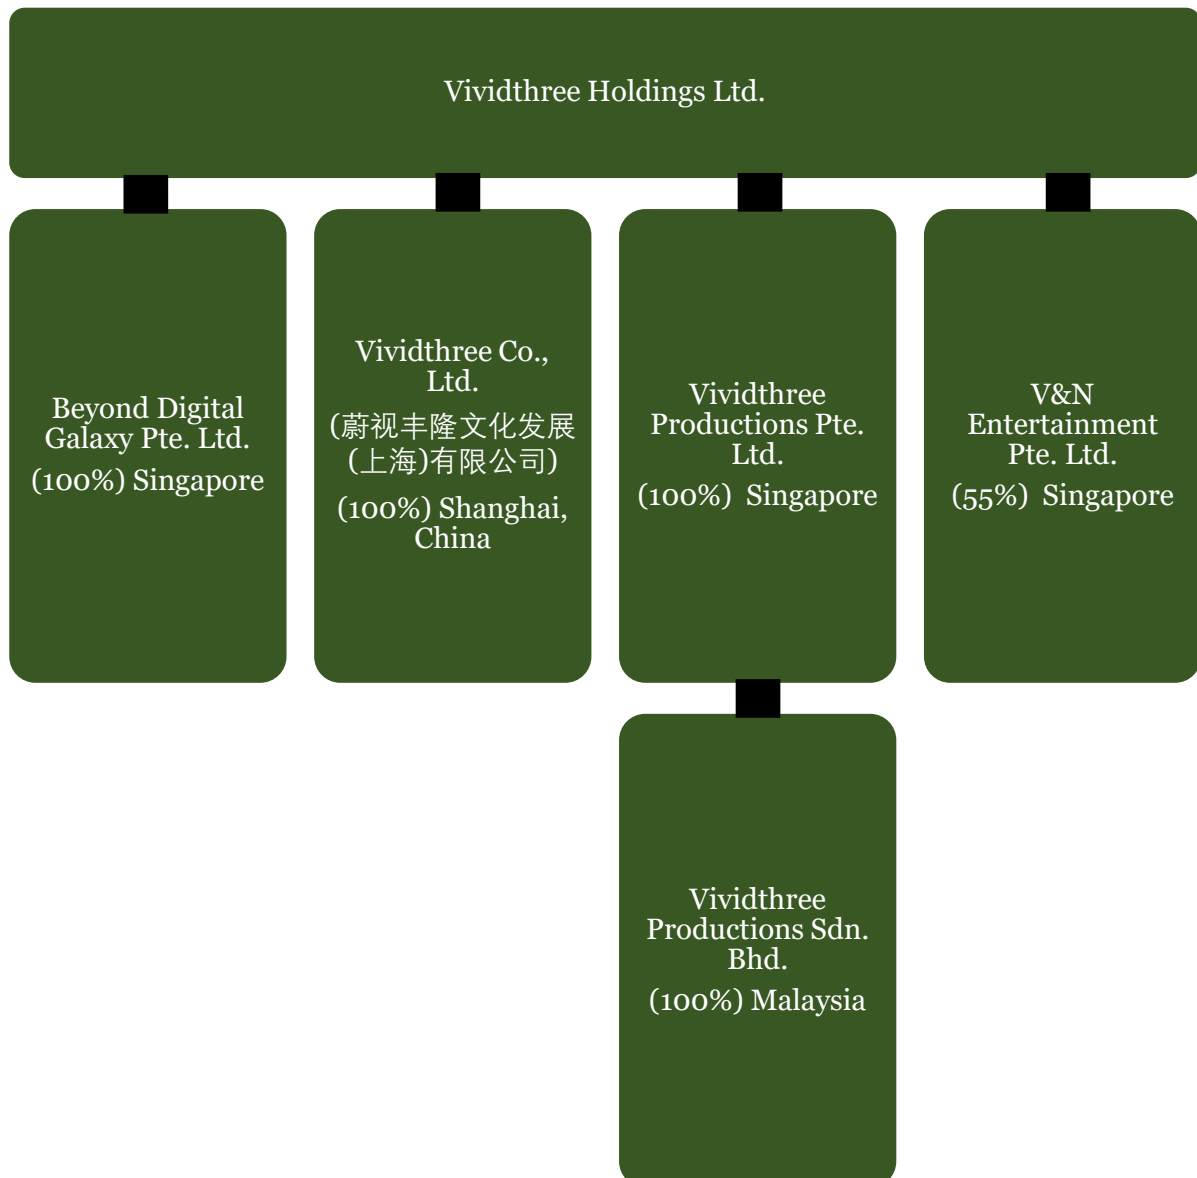 Vividthree Holdings Ltd.
Beyond Digital
Galaxy Pte. Ltd.
(100%) Singapore
Vividthree Co.,
Ltd.
(蔚视丰隆文化发展
(上海)有限公司)
(100%) Shanghai,
China
Vividthree
Productions Pte.
Ltd.
(100%)  Singapore
V&N
Entertainment
Pte. Ltd.
(55%)  Singapore
Vividthree
Productions Sdn.
Bhd.
(100%) Malaysia